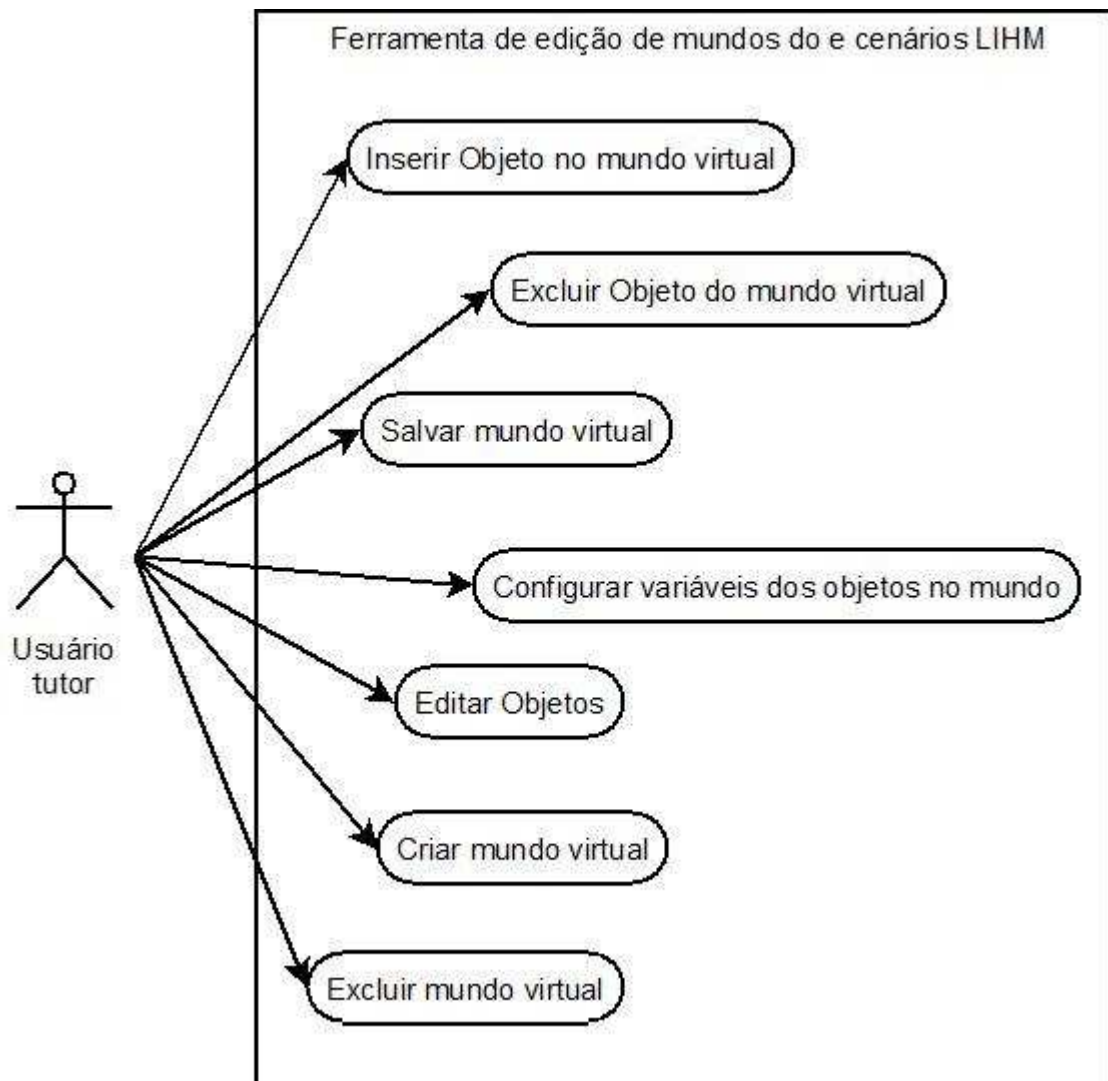 Ferramenta de edição de mundos do e cenários LIHM
Inserir Objeto no mundo virtual
Excluir Objeto do mundo virtual
Salvar mundo virtual
Configurar variáveis dos objetos no mundo
Usuário
tutor
Editar Objetos
Criar mundo virtual
Excluir mundo virtual